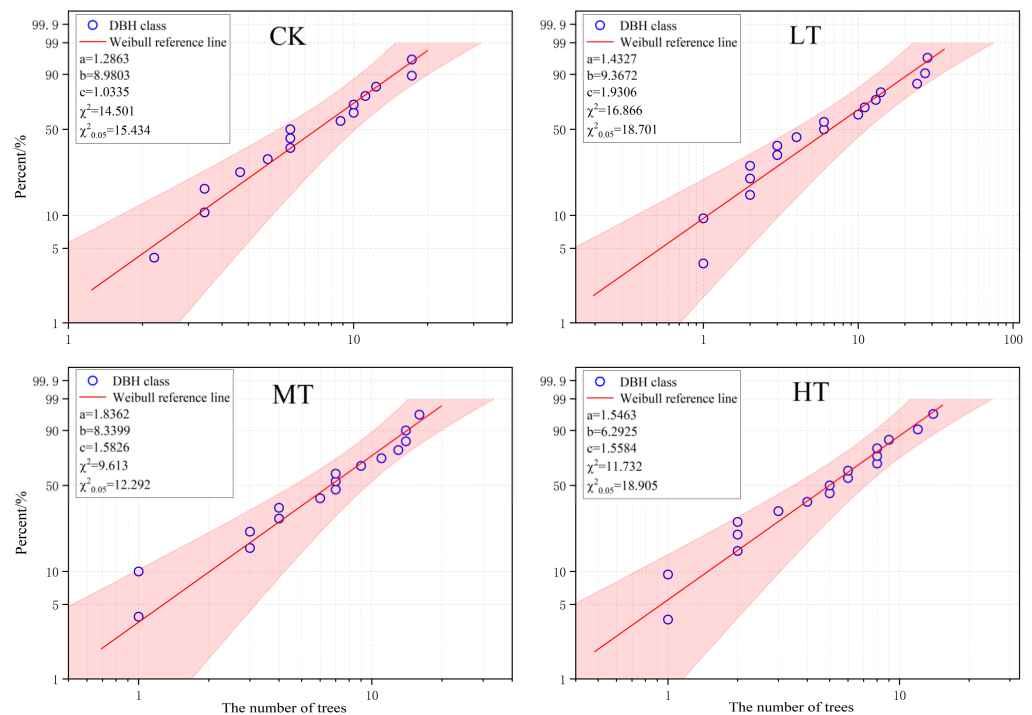 CK
DBH class
Weibull reference line
a=1.2863
b=8.9803
c=1.0335
χ²=14.501
χ²0.05=15.434
Percent/%
99.9
99
90
50
10
5
1
1
10
LT
DBH class
Weibull reference line
a=1.4327
b=9.3672
c=1.9306
χ²=16.866
χ²0.05=18.701
99.9
99
90
50
10
5
1
1
10
100
MT
DBH class
Weibull reference line
a=1.8362
b=8.3399
c=1.5826
χ²=9.613
χ²0.05=12.292
Percent/%
99.9
99
90
50
10
5
1
1
10
The number of trees
HT
DBH class
Weibull reference line
a=1.5463
b=6.2925
c=1.5584
χ²=11.732
χ²0.05=18.905
99.9
99
90
50
10
5
1
1
10
The number of trees